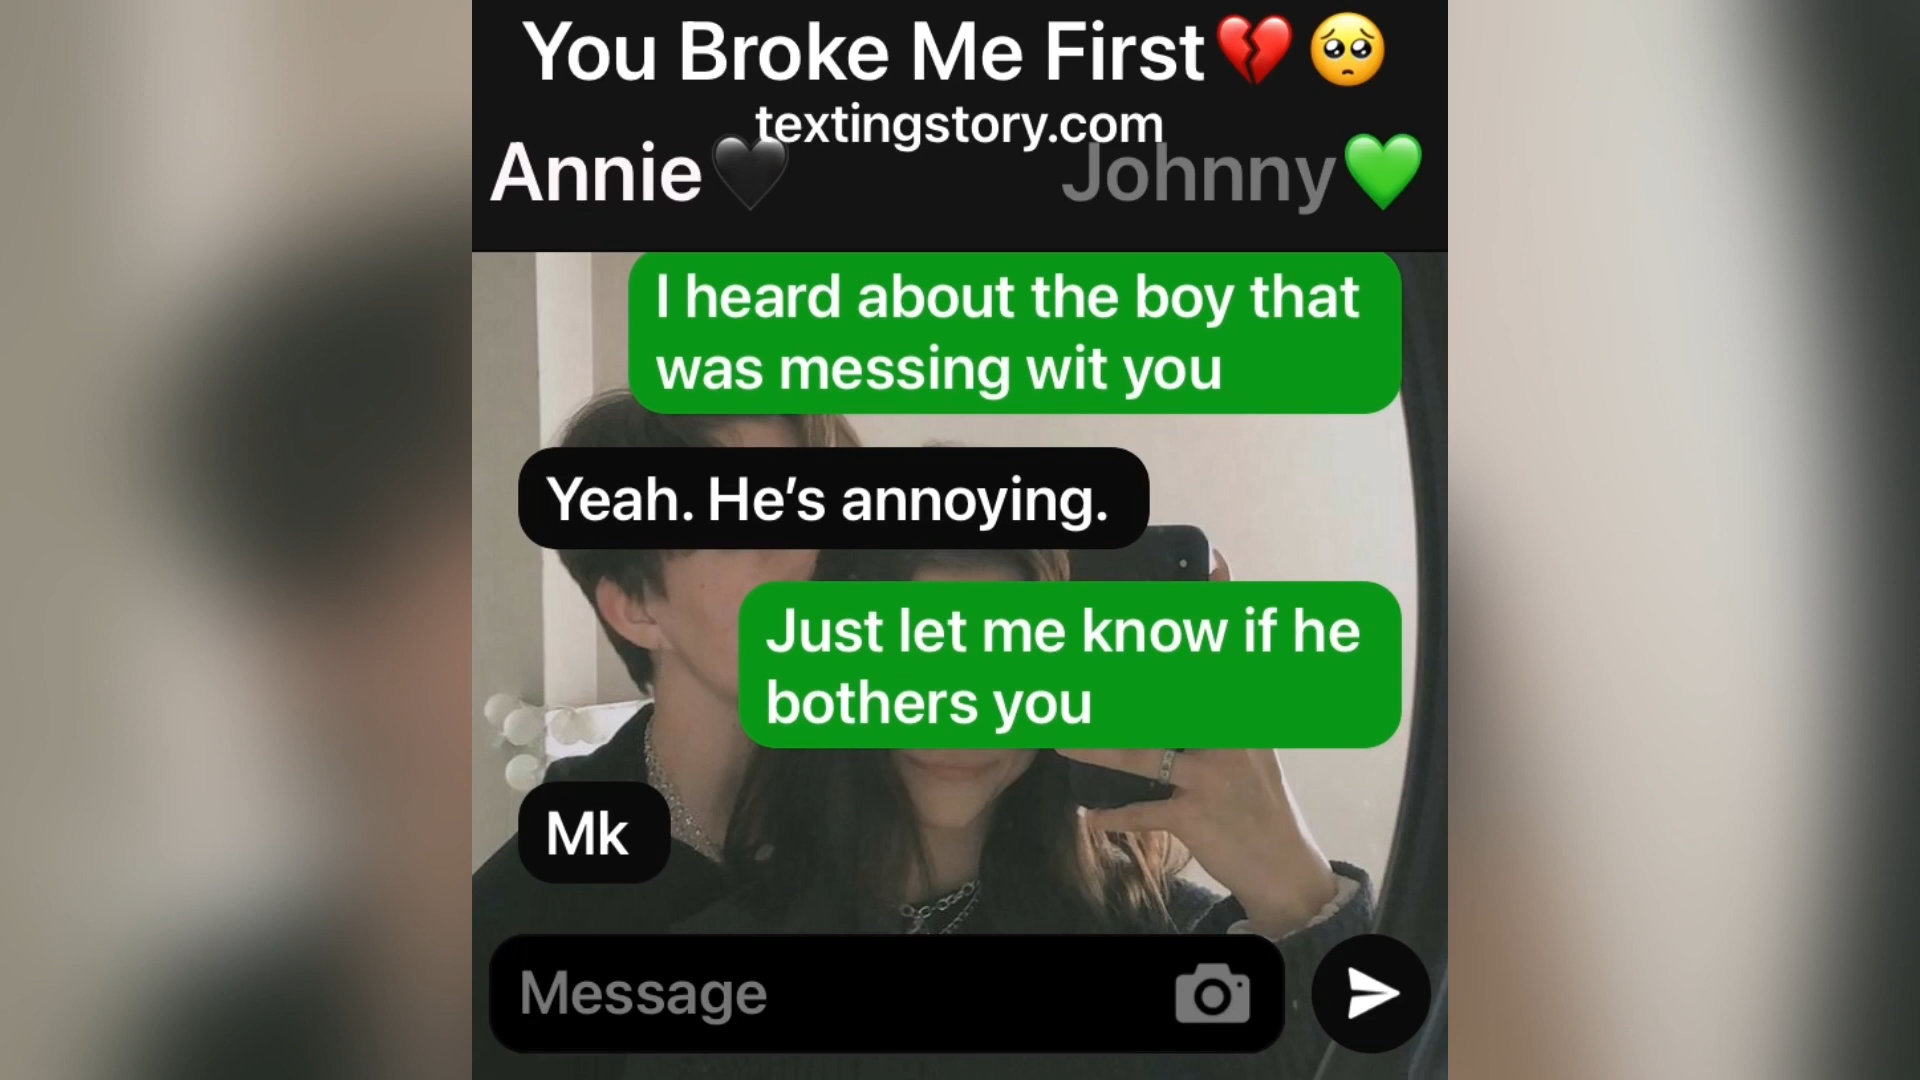 You Broke Me First💔🥺
textingstory.com
Annie🖤 Johnny💚
I heard about the boy that
was messing wit you
Yeah. He’s annoying.
Just let me know if he
bothers you
Mk
Message